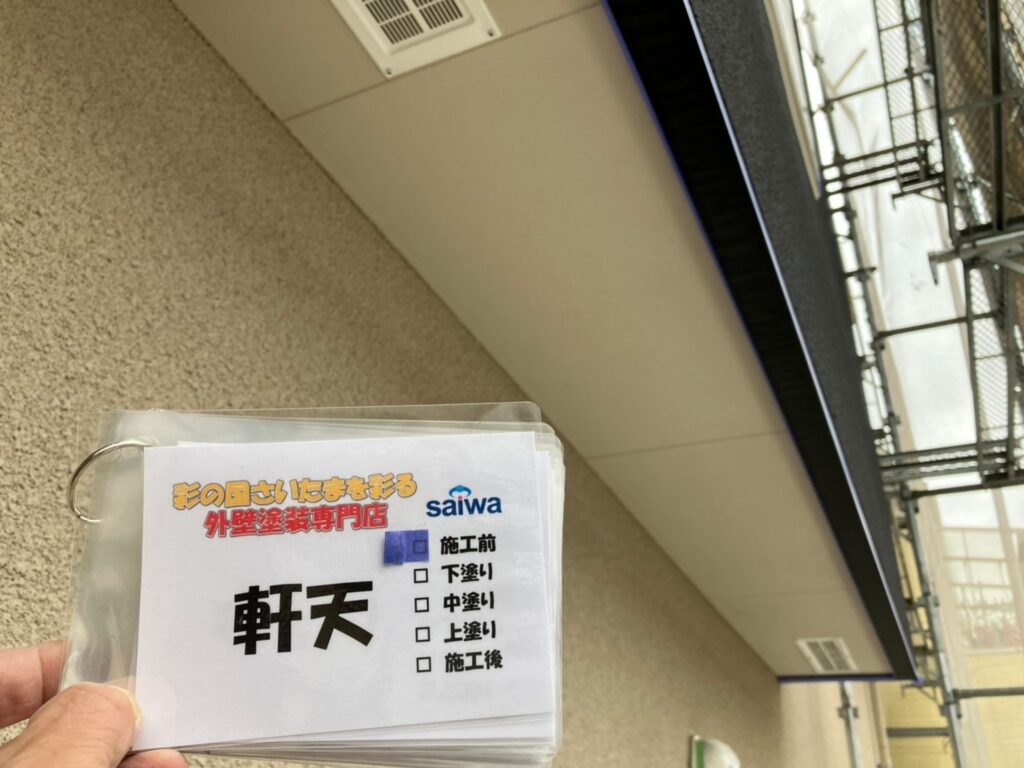 彩の国さいたまを彩る
外壁塗装専門店
saiwa
軒天
施工前
下塗り
中塗り
上塗り
施工後